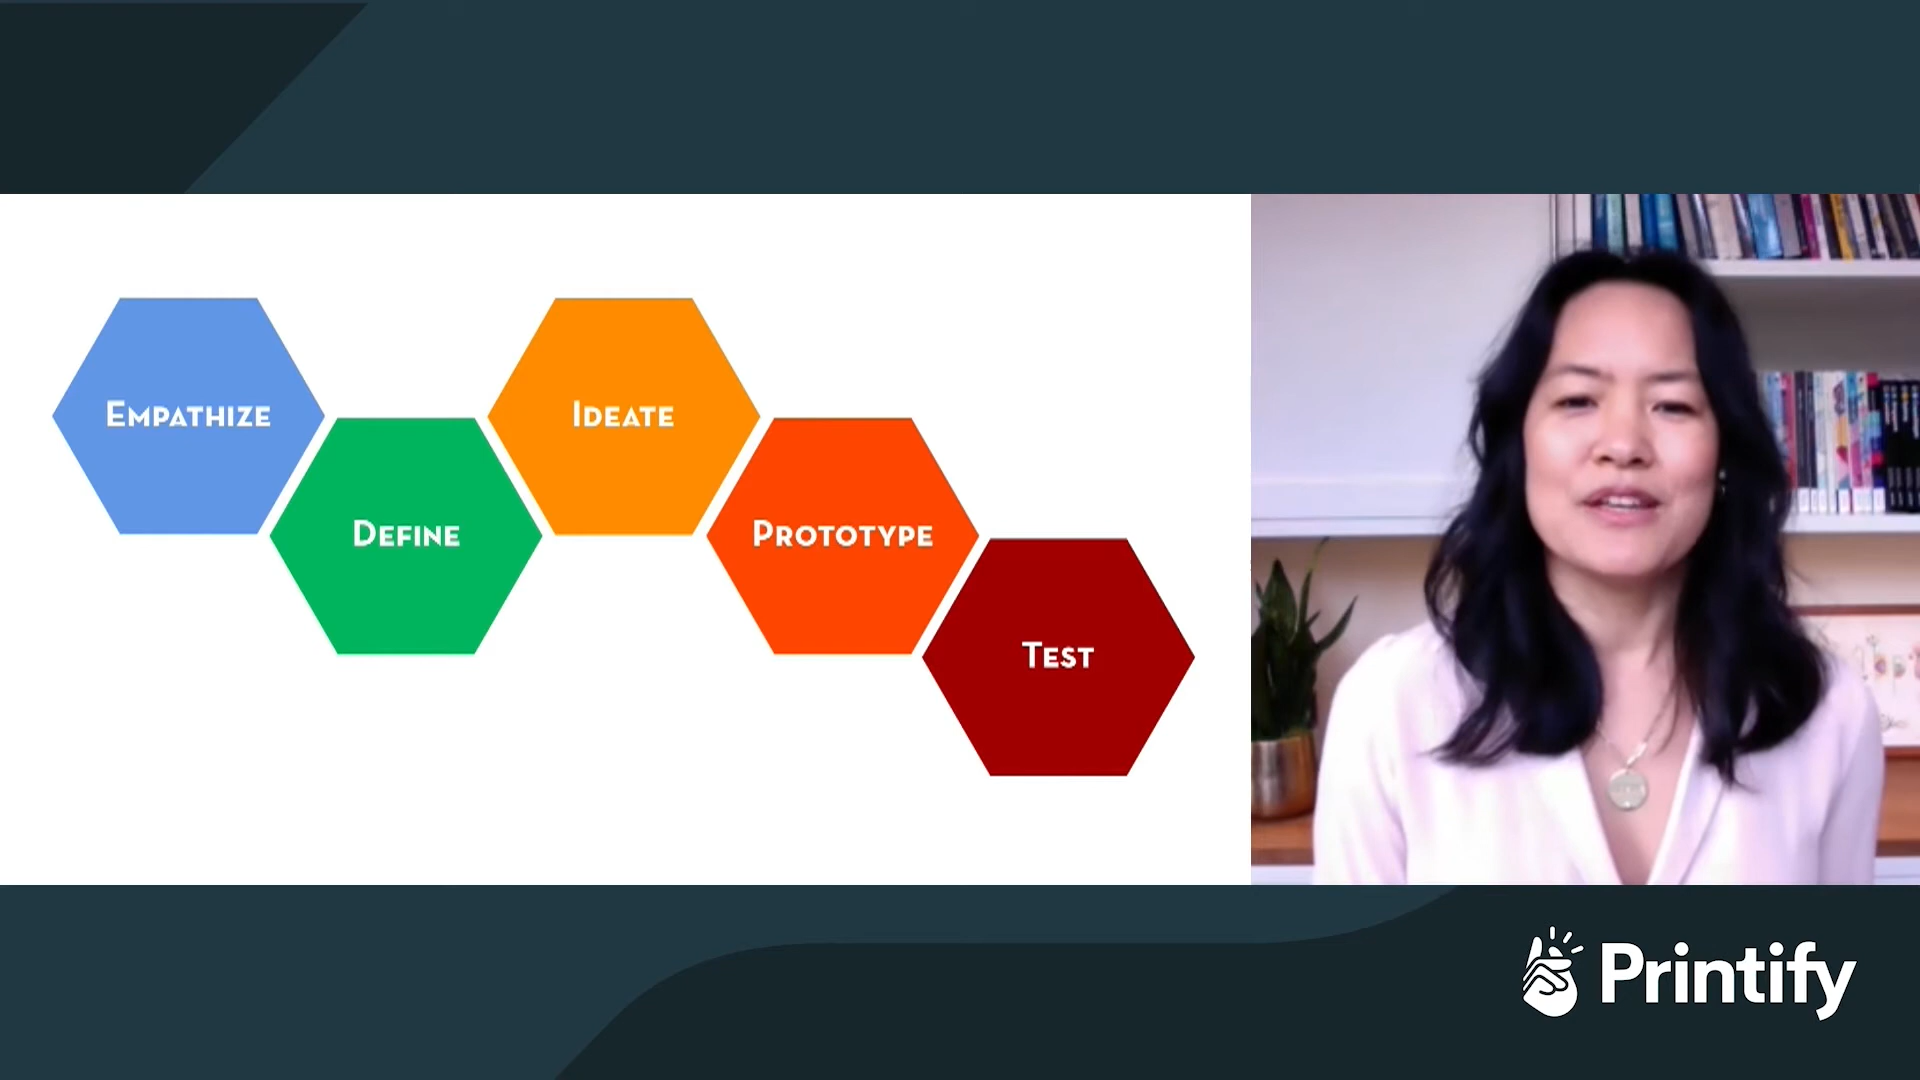 Empathize
Define
Ideate
Prototype
Test
Printify